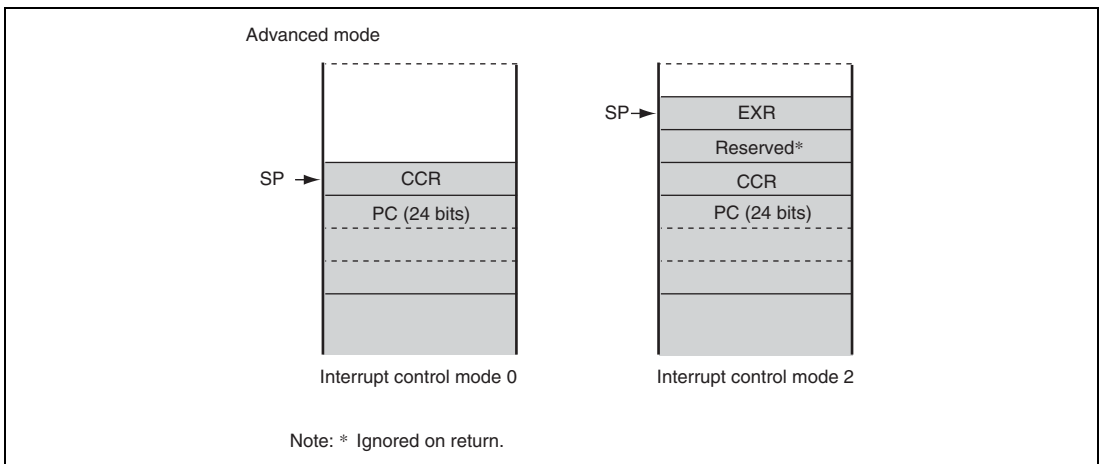 Advanced mode
SP
CCR
PC (24 bits)
Interrupt control mode 0
SP
EXR
Reserved*
CCR
PC (24 bits)
Interrupt control mode 2
Note: * Ignored on return.